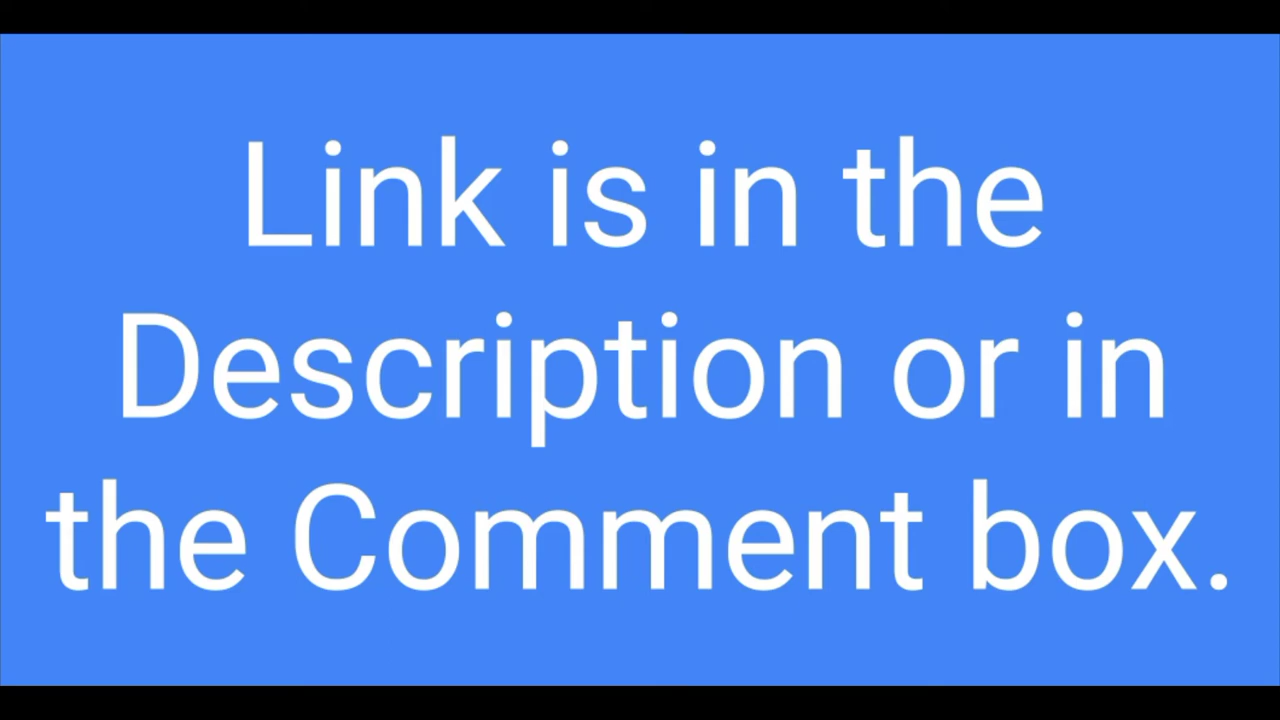 Link is in the
Description or in
the Comment box.